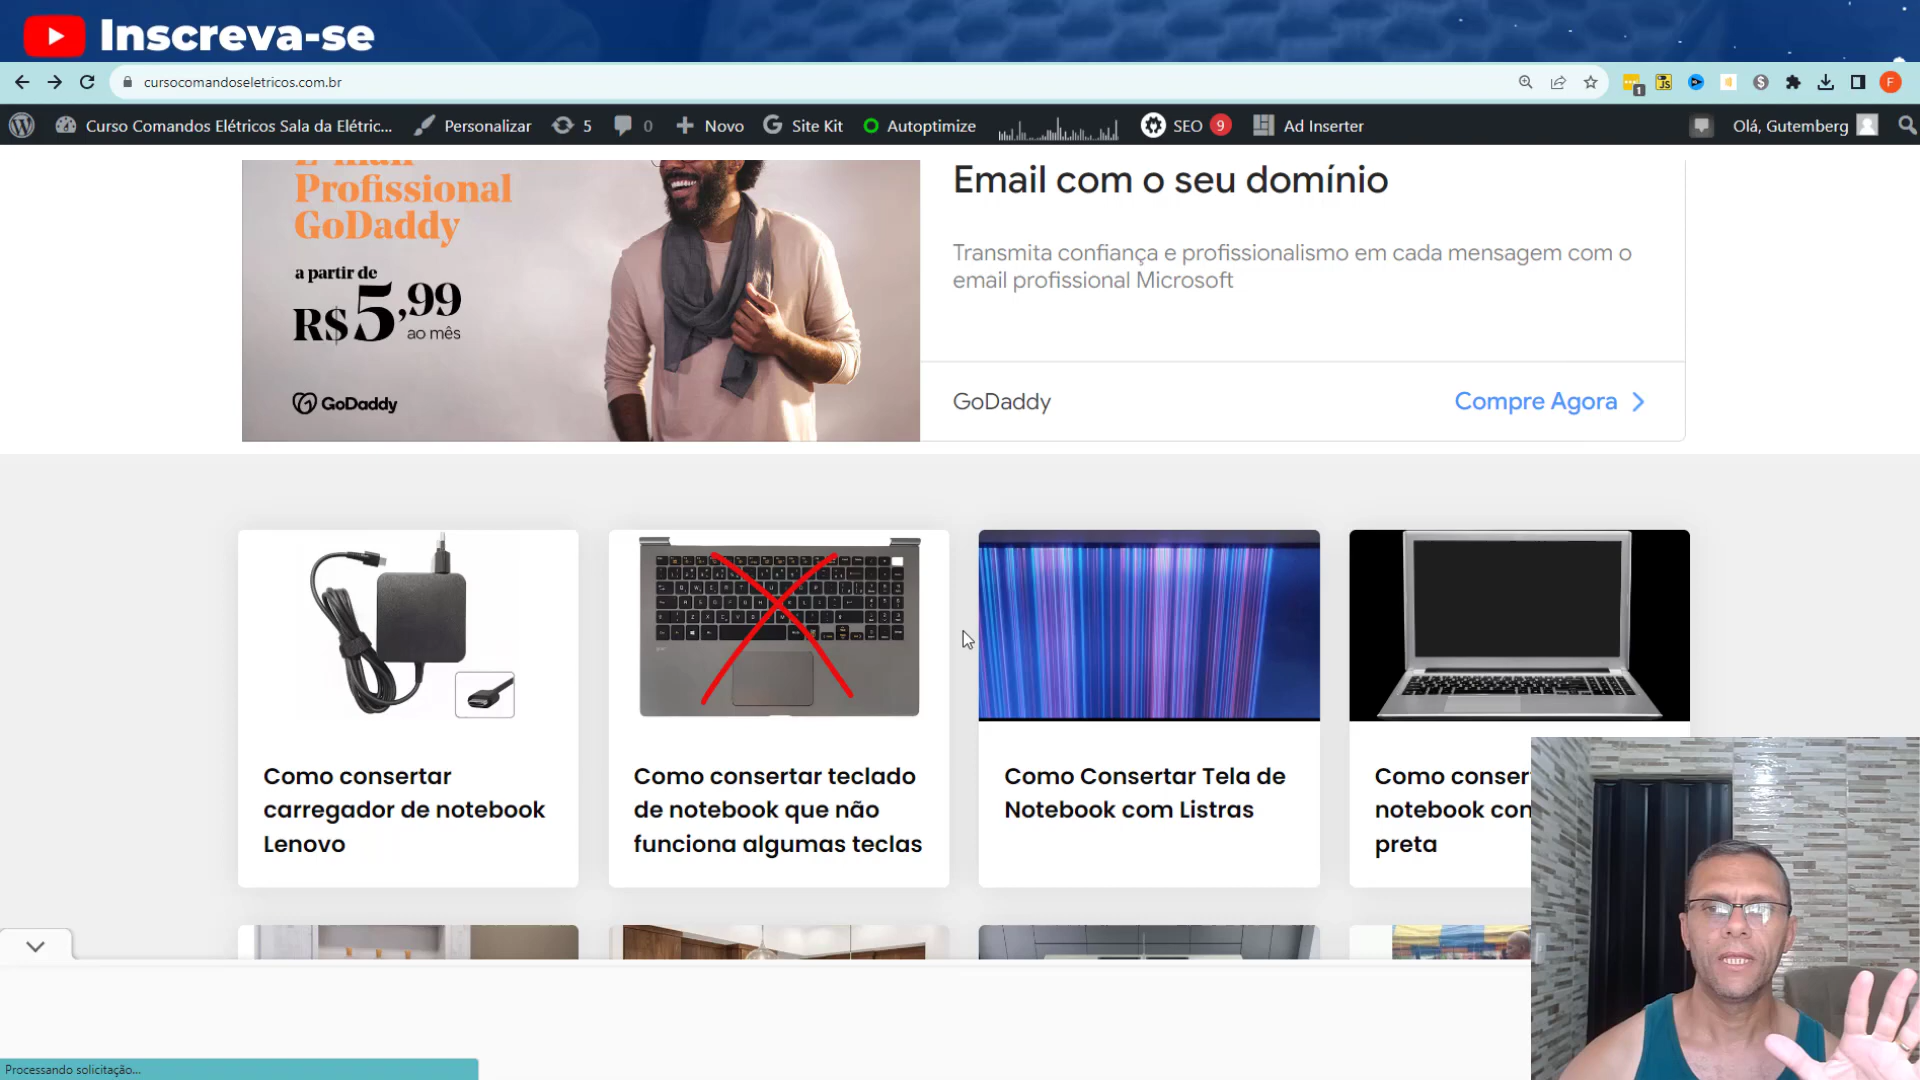 Inscreva-se
cursocomandoseletricos.com.br
1
JS
F
Curso Comandos Elétricos Sala da Elétric...
Personalizar
5
0
Novo
Site Kit
Autoptimize
SEO 9
Ad Inserter
Olá, Gutemberg
E-mail
Profissional
GoDaddy
a partir de
R$5,99
ao mês
GoDaddy
Email com o seu domínio
Transmita confiança e profissionalismo em cada mensagem com o
email profissional Microsoft
GoDaddy
Compre Agora
Como consertar
carregador de notebook
Lenovo
Como consertar teclado
de notebook que não
funciona algumas teclas
Como Consertar Tela de
Notebook com Listras
Como conser
notebook con
preta
Processando solicitação...